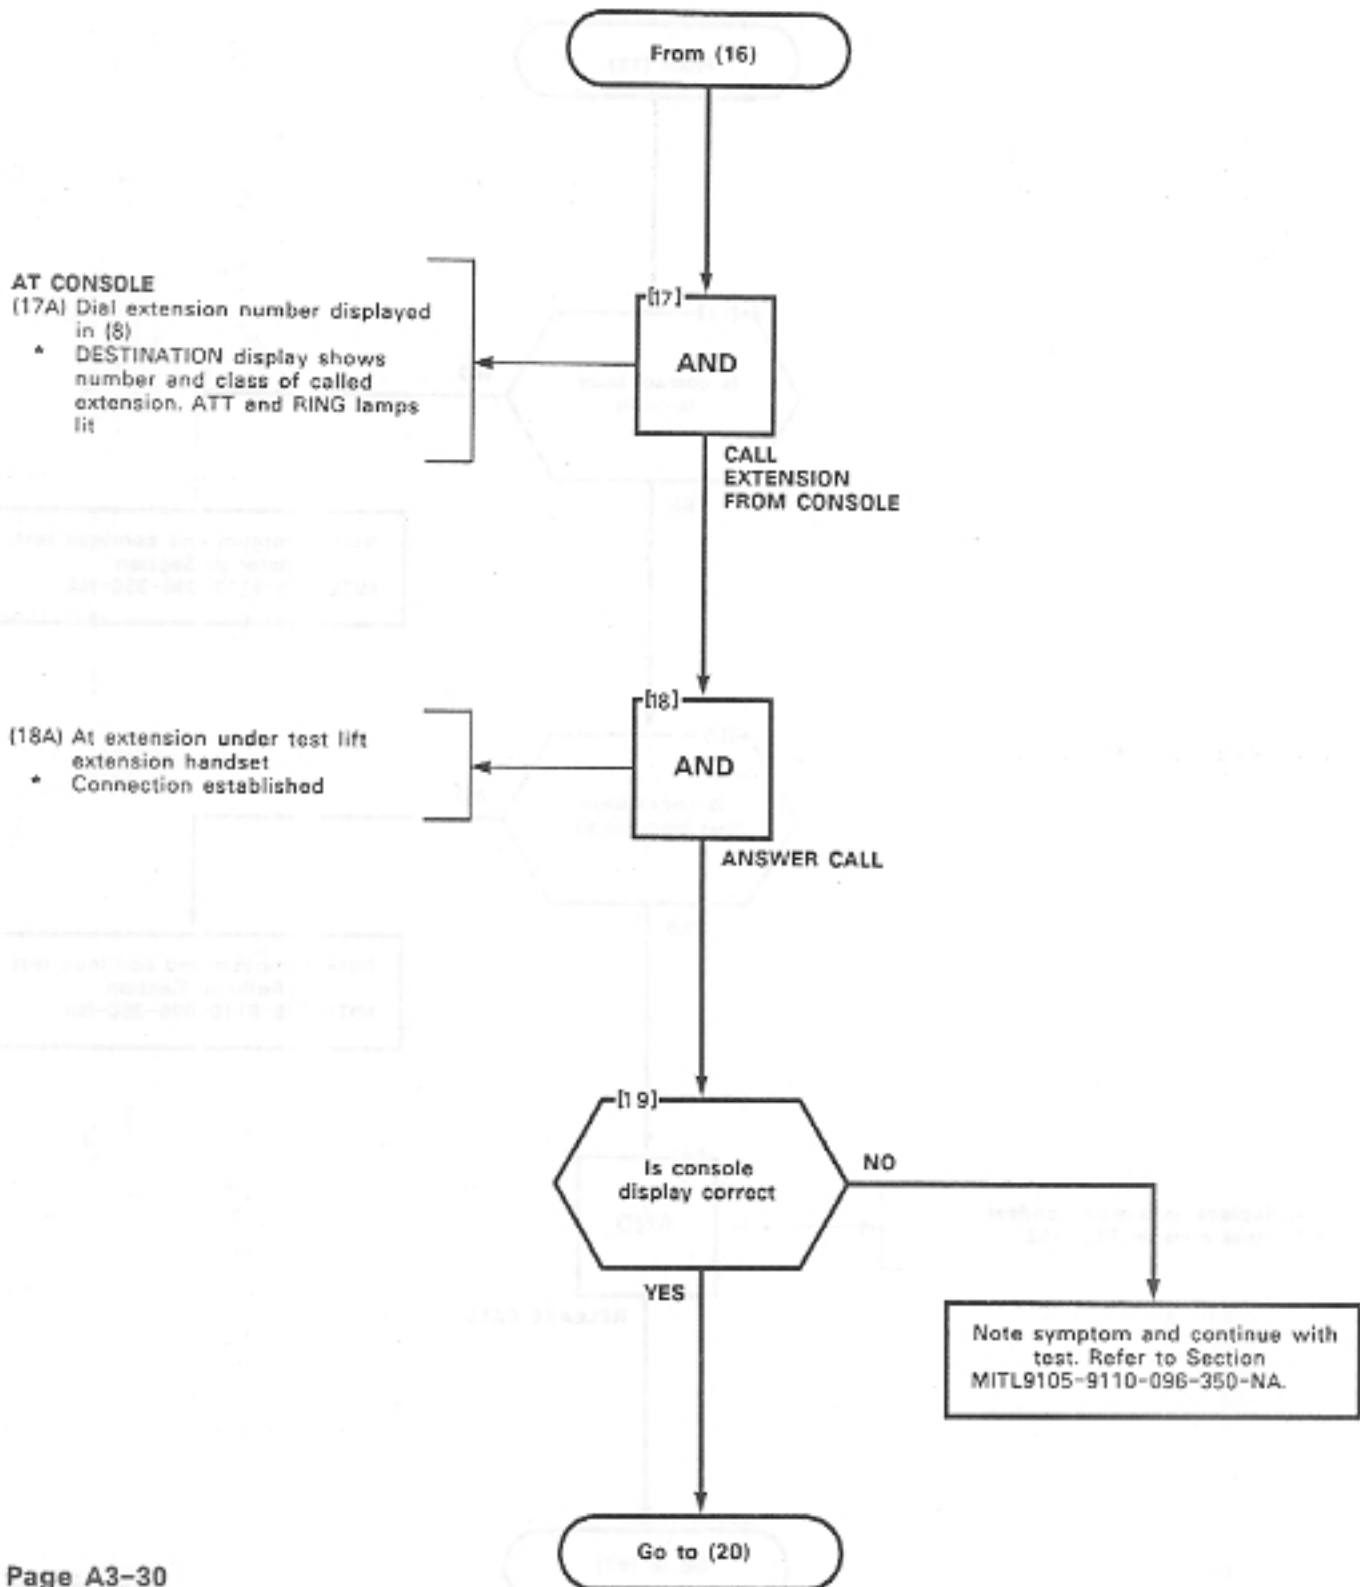 From (16)
AT CONSOLE
(17A) Dial extension number displayed
in (8)
* DESTINATION display shows
number and class of called
extension. ATT and RING lamps
lit
[17]
AND
CALL
EXTENSION
FROM CONSOLE
(18A) At extension under test lift
extension handset
* Connection established
[18]
AND
ANSWER CALL
[19]
Is console
display correct
NO
YES
Note symptom and continue with
test. Refer to Section
MITL9105-9110-096-350-NA.
Go to (20)
Page A3-30